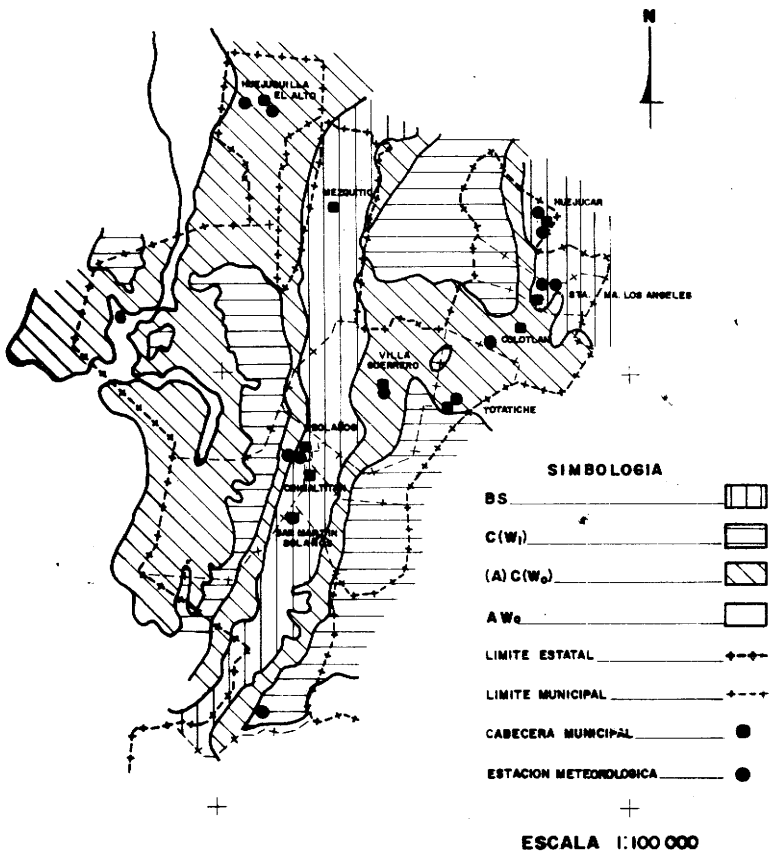 N
HUEJUQUILLA
EL ALTO
MEZQUITIC
HUEJUCAR
STA. MA. LOS ANGELES
COLOTLAN
VILLA
GUERRERO
TOTATICHE
BOLAÑOS
CHIMALTITAN
SAN MARTIN
BOLAÑOS
SIMBOLOGIA
BS
C(W₁)
(A) C(W₀)
A W₀
LIMITE ESTATAL
LIMITE MUNICIPAL
CABECERA MUNICIPAL
ESTACION METEOROLOGICA
ESCALA 1:100 000